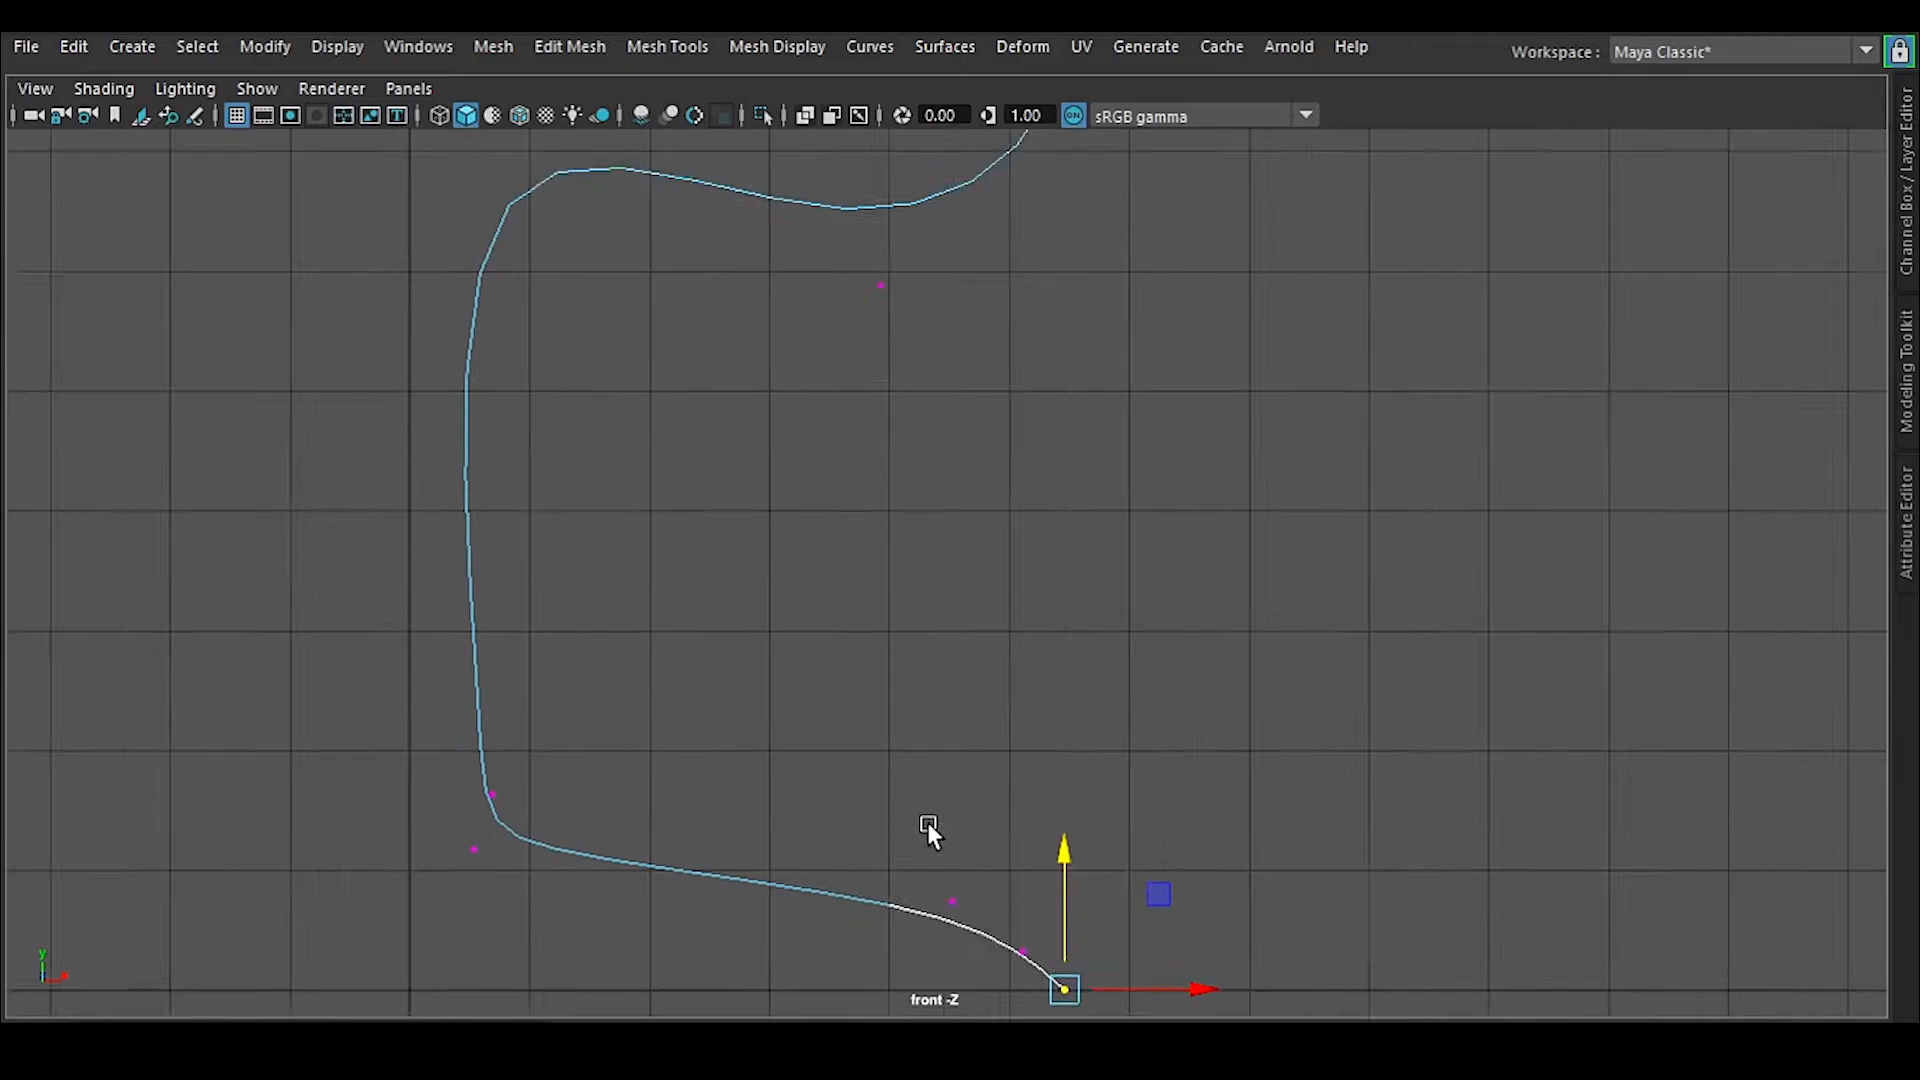 File Edit Create Select Modify Display Windows Mesh Edit Mesh Mesh Tools Mesh Display Curves Surfaces Deform UV Generate Cache Arnold Help Workspace : Maya Classic*
View Shading Lighting Show Renderer Panels
0.00 1.00 ON sRGB gamma
Channel Box / Layer Editor
Modeling Toolkit
Attribute Editor
y
x
front -Z